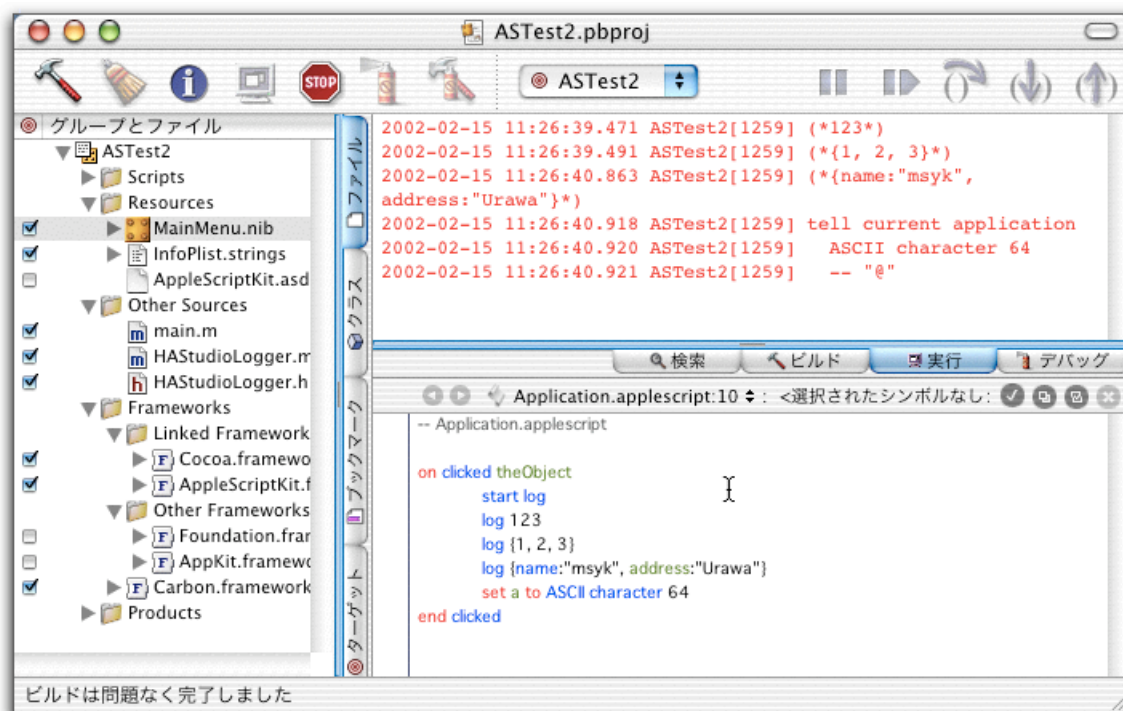 ASTest2.pbproj
STOP
ASTest2
グループとファイル
ASTest2
Scripts
Resources
MainMenu.nib
InfoPlist.strings
AppleScriptKit.asd
Other Sources
main.m
HAStudioLogger.m
HAStudioLogger.h
Frameworks
Linked Framework
Cocoa.framewo
AppleScriptKit.f
Other Frameworks
Foundation.fran
AppKit.framewo
Carbon.framework
Products
ファイル
クラス
ブックマーク
ターゲット
2002-02-15 11:26:39.471 ASTest2[1259] (*123*)
2002-02-15 11:26:39.491 ASTest2[1259] (*{1, 2, 3}*)
2002-02-15 11:26:40.863 ASTest2[1259] (*{name:"msyk",
address:"Urawa"}*)
2002-02-15 11:26:40.918 ASTest2[1259] tell current application
2002-02-15 11:26:40.920 ASTest2[1259]   ASCII character 64
2002-02-15 11:26:40.921 ASTest2[1259]   -- "@"
検索 ビルド 実行 デバッグ
Application.applescript:10 : <選択されたシンボルなし:
-- Application.applescript
on clicked theObject
start log
log 123
log {1, 2, 3}
log {name:"msyk", address:"Urawa"}
set a to ASCII character 64
end clicked
ビルドは問題なく完了しました